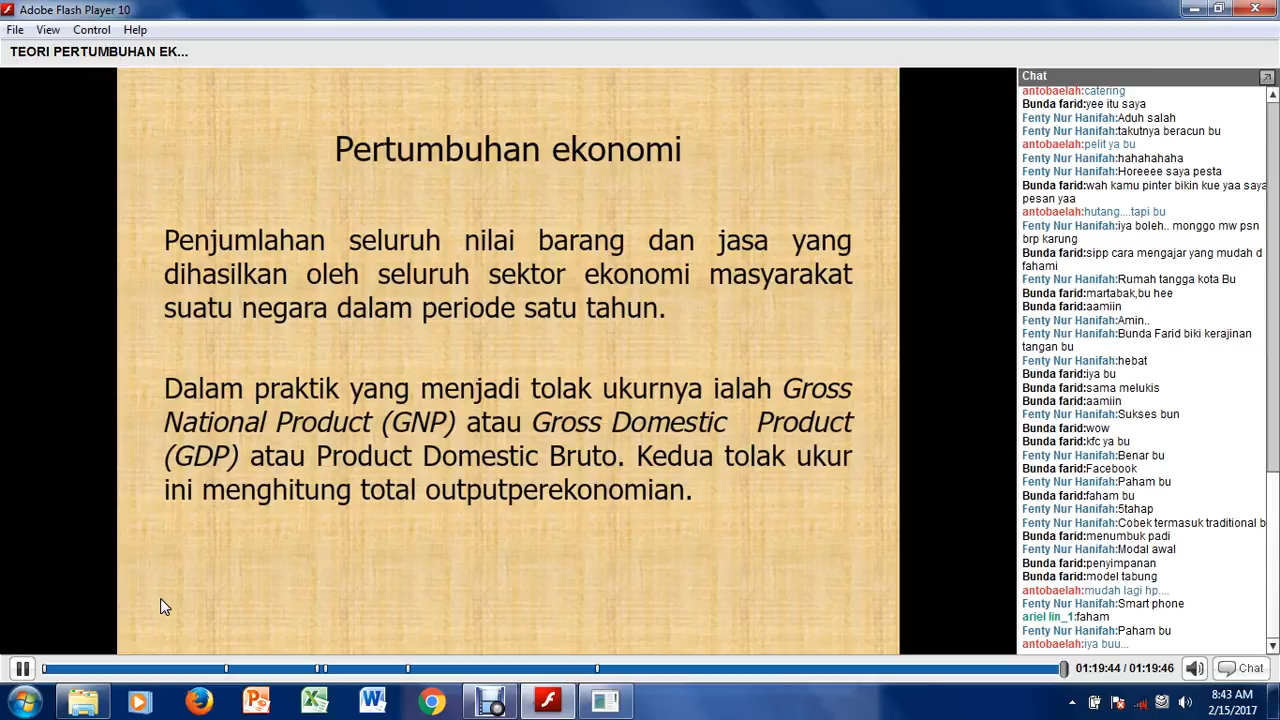 Adobe Flash Player 10
File View Control Help
TEORI PERTUMBUHAN EK...
Pertumbuhan ekonomi
Penjumlahan seluruh nilai barang dan jasa yang
dihasilkan oleh seluruh sektor ekonomi masyarakat
suatu negara dalam periode satu tahun.
Dalam praktik yang menjadi tolak ukurnya ialah Gross
National Product (GNP) atau Gross Domestic Product
(GDP) atau Product Domestic Bruto. Kedua tolak ukur
ini menghitung total outputperekonomian.
Chat
antobaelah:catering
Bunda farid:yee itu saya
Fenty Nur Hanifah:Aduh salah
Fenty Nur Hanifah:takutnya beracun bu
antobaelah:pelit ya bu
Fenty Nur Hanifah:hahahahaha
Fenty Nur Hanifah:Horeeee saya pesta
Bunda farid:wah kamu pinter bikin kue yaa saya
pesan yaa
antobaelah:hutang....tapi bu
Fenty Nur Hanifah:iya boleh.. monggo mw psn
brp karung
Bunda farid:sipp cara mengajar yang mudah d
fahami
Fenty Nur Hanifah:Rumah tangga kota Bu
Bunda farid:martabak,bu hee
Bunda farid:aamiin
Fenty Nur Hanifah:Amin..
Fenty Nur Hanifah:Bunda Farid biki kerajinan
tangan bu
Fenty Nur Hanifah:hebat
Bunda farid:iya bu
Bunda farid:sama melukis
Bunda farid:aamiin
Fenty Nur Hanifah:Sukses bun
Bunda farid:wow
Bunda farid:kfc ya bu
Fenty Nur Hanifah:Benar bu
Bunda farid:Facebook
Fenty Nur Hanifah:Paham bu
Bunda farid:faham bu
Fenty Nur Hanifah:5tahap
Fenty Nur Hanifah:Cobek termasuk traditional b
Bunda farid:menumbuk padi
Fenty Nur Hanifah:Modal awal
Bunda farid:penyimpanan
Bunda farid:model tabung
antobaelah:mudah lagi hp....
Fenty Nur Hanifah:Smart phone
ariel lin_1:faham
Fenty Nur Hanifah:Paham bu
antobaelah:iya buu...
01:19:44 / 01:19:46 Chat
8:43 AM
2/15/2017